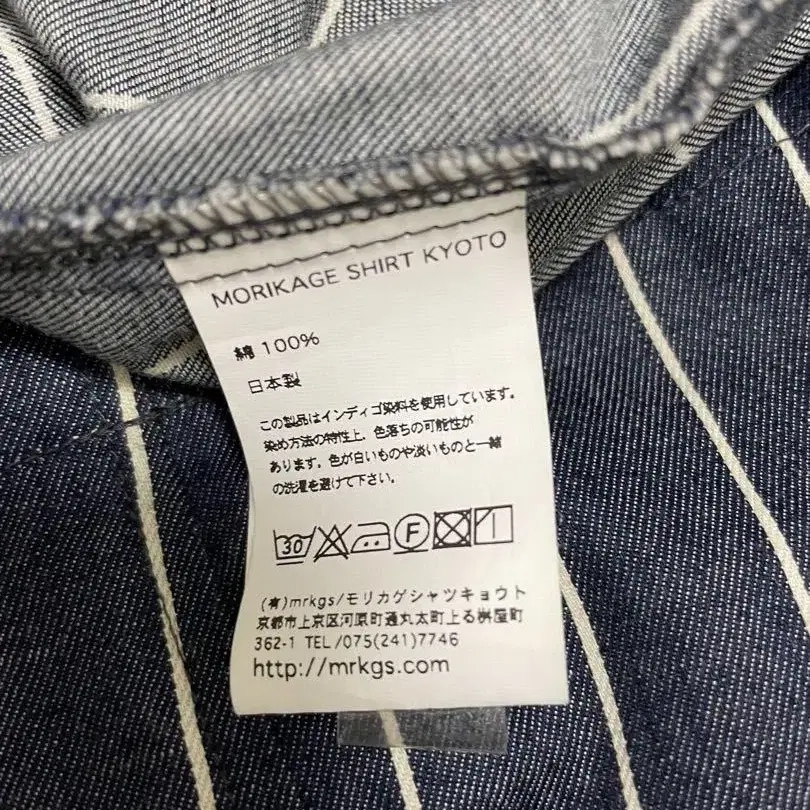 MORIKAGE SHIRT KYOTO
綿 100%
日本製
この製品はインディゴ染料を使用しています。
染め方法の特性上、色落ちの可能性が
あります。色が白いものや淡いものと一緒
の洗濯を避けて下さい。
30 F
(有)mrkgs/モリカゲシャツキョウト
京都市上京区河原町通丸太町上る桝屋町
362-1 TEL/075(241)7746
http://mrkgs.com